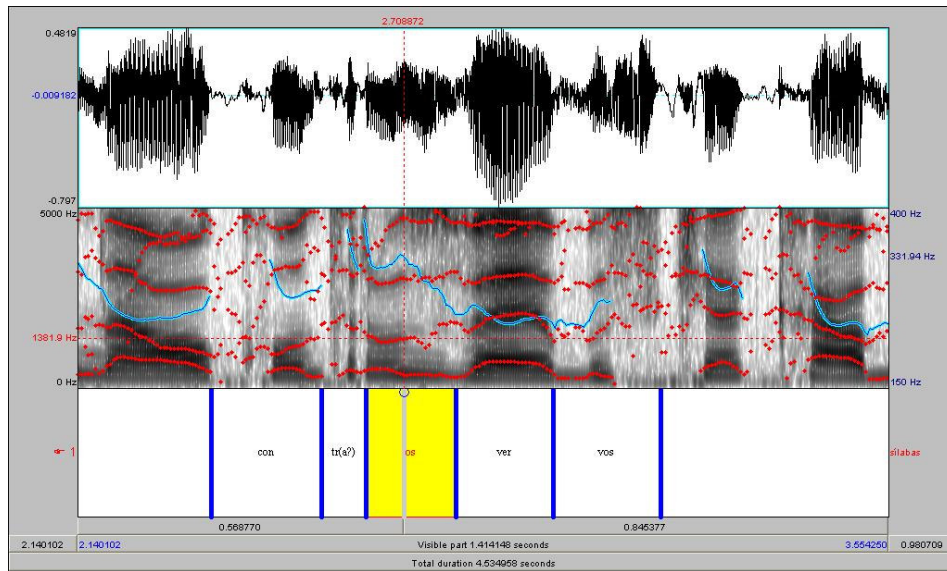 2.708872
0.4819
-0.009182
-0.797
5000 Hz
400 Hz
331.94 Hz
1381.9 Hz
0 Hz
150 Hz
1
con
tr(a?)
os
ver
vos
sílabas
0.568770
0.845377
2.140102
2.140102
Visible part 1.414148 seconds
3.554250
0.980709
Total duration 4.534958 seconds